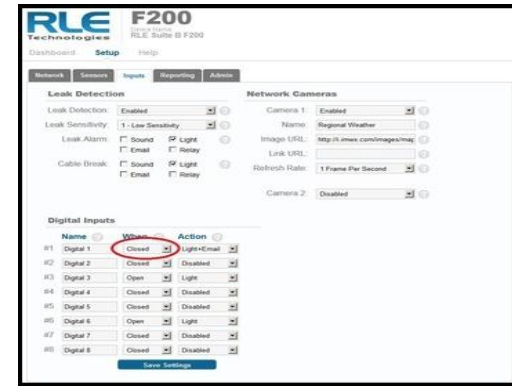 RLE
Technologies
F200
Device Name
RLE Suite B F200
Dashboard Setup Help
Network Sensors Inputs Reporting Admin
Leak Detection
Leak Detection: Enabled
Leak Sensitivity: 1 - Low Sensitivity
Leak Alarm: Sound Light
Email Relay
Cable Break: Sound Light
Email Relay
Network Cameras
Camera 1: Enabled
Name: Regional Weather
Image URL:
Link URL:
Refresh Rate: 1 Frame Per Second
Camera 2: Disabled
Digital Inputs
Name When Action
#1 Digital 1 Closed Light+Email
#2 Digital 2 Closed Disabled
#3 Digital 3 Open Light
#4 Digital 4 Closed Disabled
#5 Digital 5 Closed Disabled
#6 Digital 6 Open Light
#7 Digital 7 Closed Disabled
#8 Digital 8 Closed Disabled
Save Settings